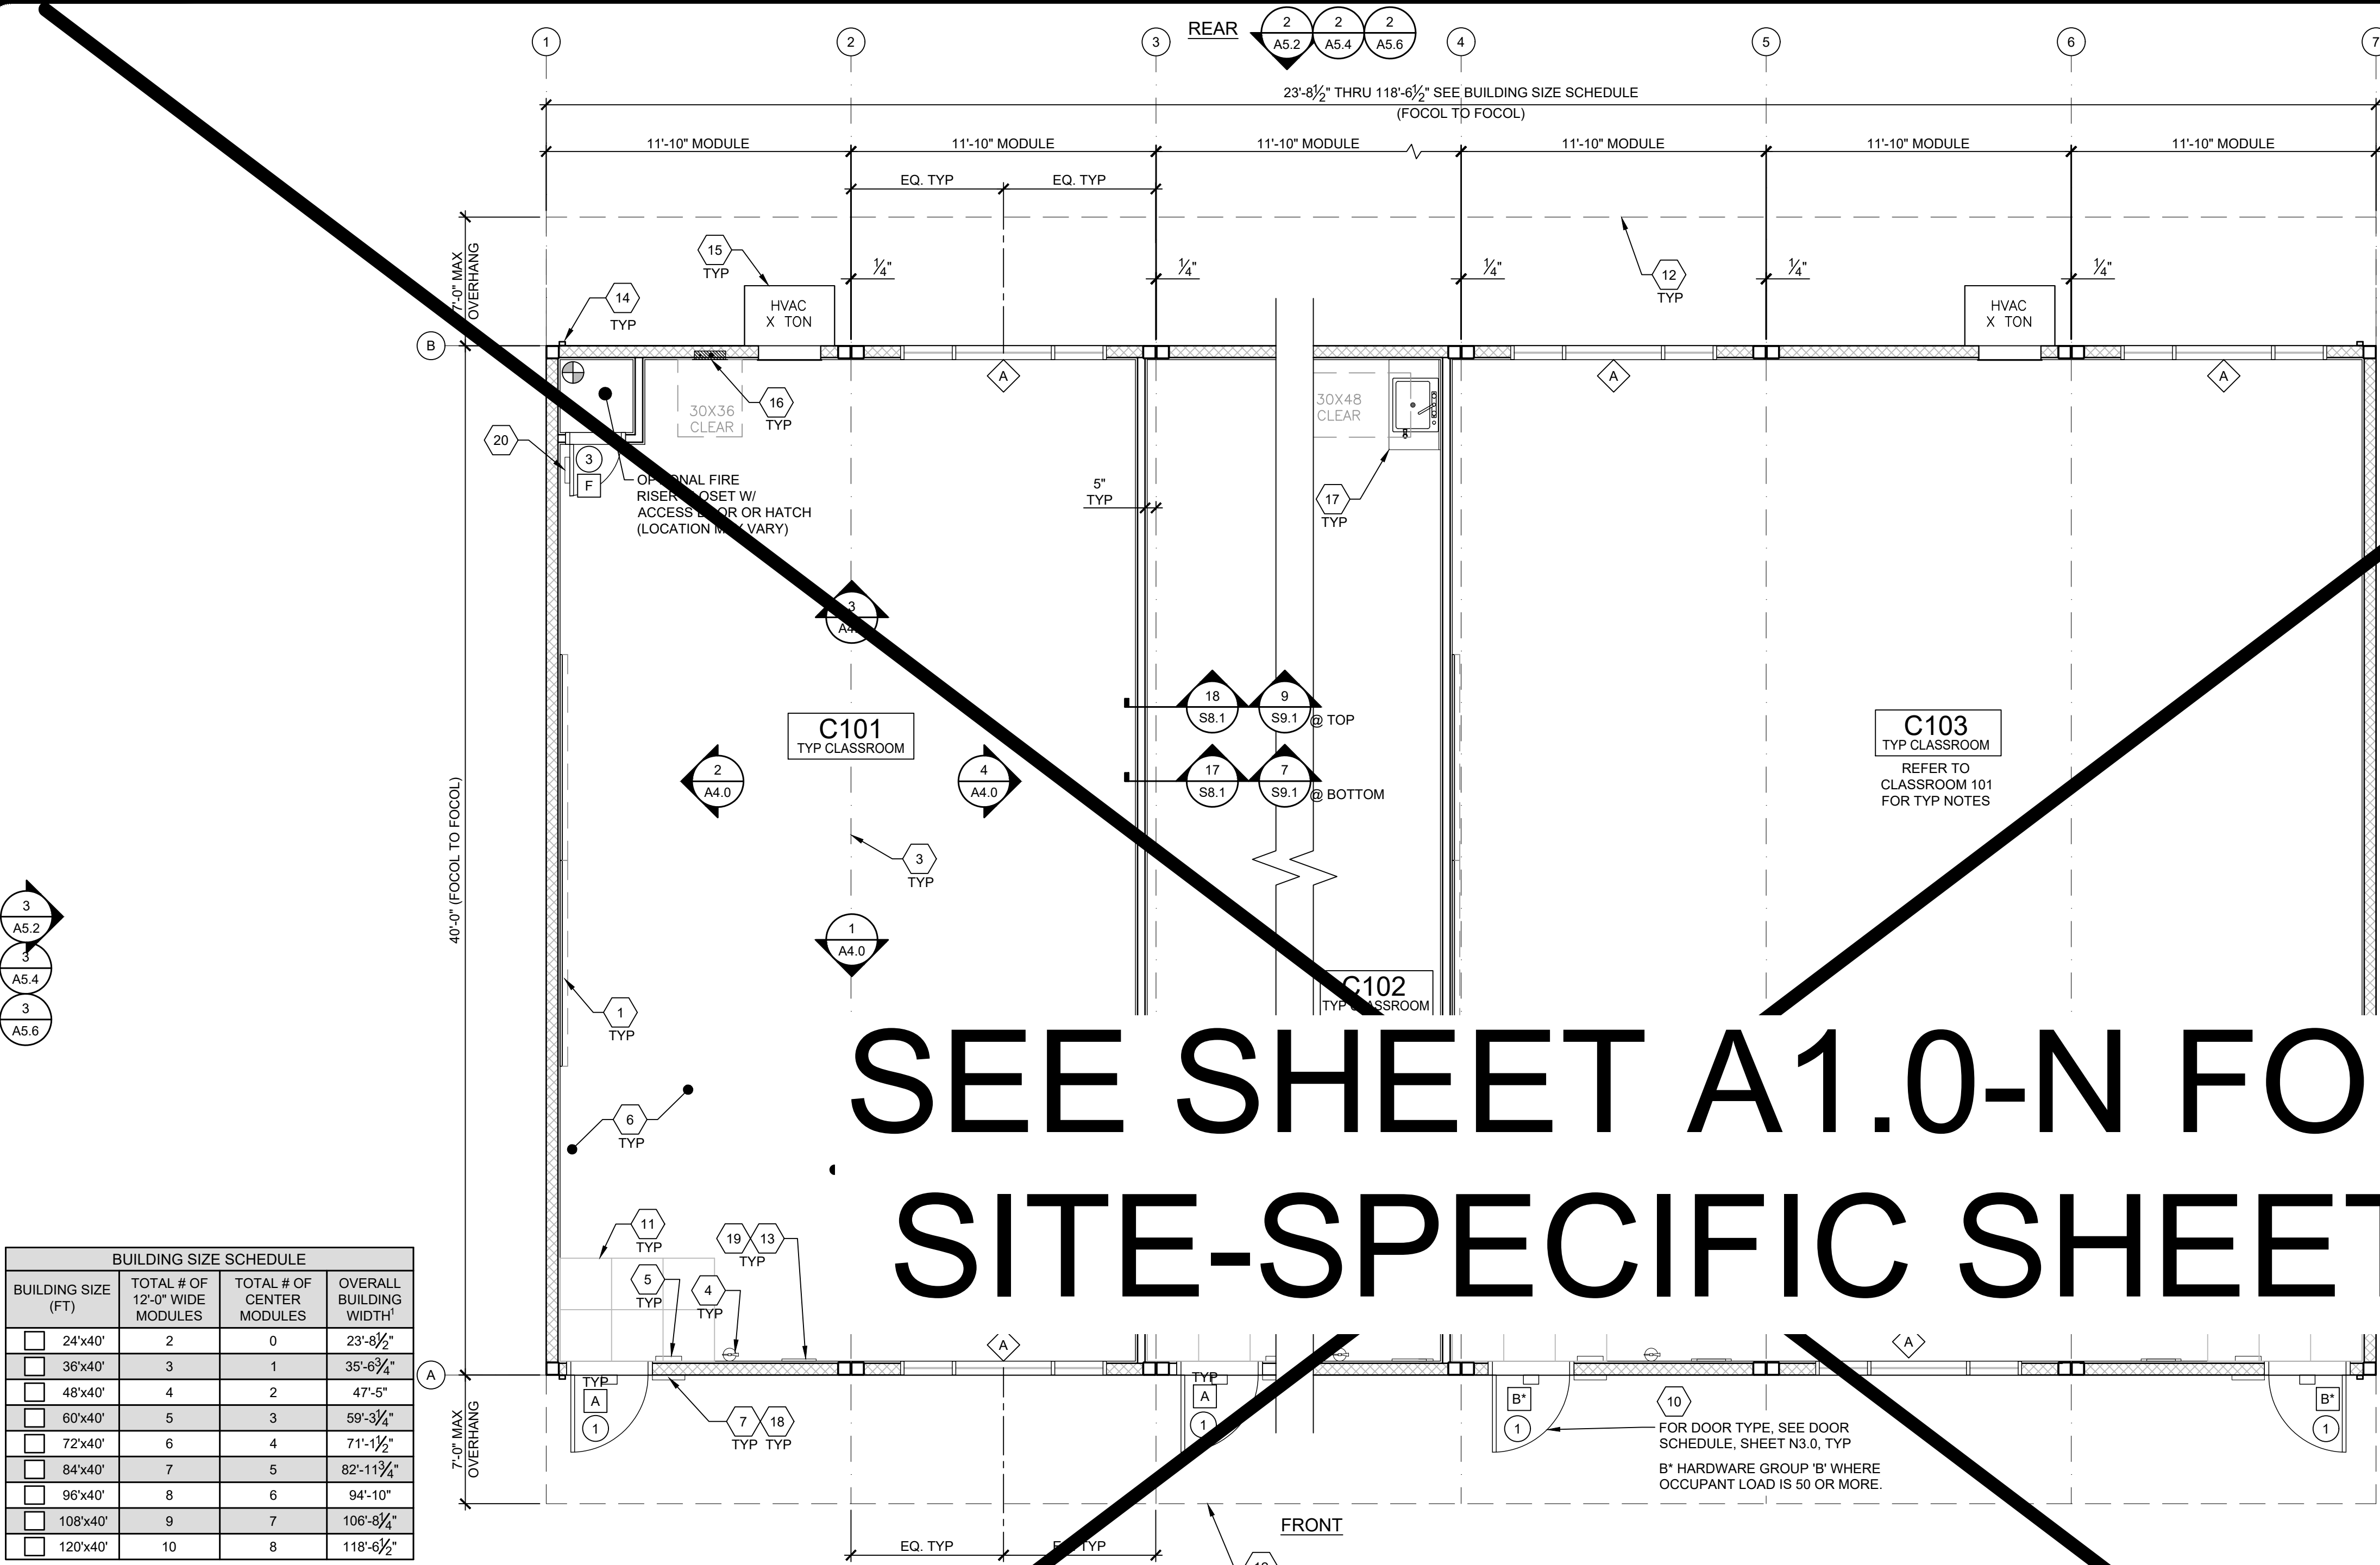 REAR
2
A5.2
2
A5.4
2
A5.6
1
2
3
4
5
6
7
23'-8½" THRU 118'-6½" SEE BUILDING SIZE SCHEDULE
(FOCOL TO FOCOL)
11'-10" MODULE
11'-10" MODULE
11'-10" MODULE
11'-10" MODULE
11'-10" MODULE
11'-10" MODULE
EQ. TYP
EQ. TYP
7'-0" MAX
OVERHANG
15
TYP
¼"
¼"
¼"
¼"
¼"
12
TYP
14
TYP
HVAC
X TON
HVAC
X TON
B
A
A
A
16
TYP
30X36
CLEAR
30X48
CLEAR
20
3
F
FIRE
RISER
W/
ACCESS
OR HATCH
(LOCATION
VARY)
5"
TYP
17
TYP
3
18
S8.1
9
S9.1
@ TOP
C101
TYP CLASSROOM
C103
TYP CLASSROOM
REFER TO
CLASSROOM 101
FOR TYP NOTES
2
A4.0
4
A4.0
17
S8.1
7
S9.1
@ BOTTOM
40'-0" (FOCOL TO FOCOL)
3
TYP
3
A5.2
3
A5.4
3
A5.6
1
A4.0
C102
TYP
1
TYP
SEE SHEET A1.0-N FO
6
TYP
SITE-SPECIFIC SHEET
11
TYP
19
13
TYP
5
TYP
4
TYP
BUILDING SIZE SCHEDULE
BUILDING SIZE (FT) TOTAL # OF 12'-0" WIDE MODULES TOTAL # OF CENTER MODULES OVERALL BUILDING WIDTH¹
24'x40' 2 0 23'-8½"
36'x40' 3 1 35'-6¾"
48'x40' 4 2 47'-5"
60'x40' 5 3 59'-3¼"
72'x40' 6 4 71'-1½"
84'x40' 7 5 82'-11¾"
96'x40' 8 6 94'-10"
108'x40' 9 7 106'-8¼"
120'x40' 10 8 118'-6½"
A
A
A
TYP
A
1
TYP
A
1
B*
1
B*
1
7
18
TYP
TYP
10
FOR DOOR TYPE, SEE DOOR
SCHEDULE, SHEET N3.0, TYP
B* HARDWARE GROUP 'B' WHERE
OCCUPANT LOAD IS 50 OR MORE.
7'-0" MAX
OVERHANG
FRONT
EQ. TYP
TYP